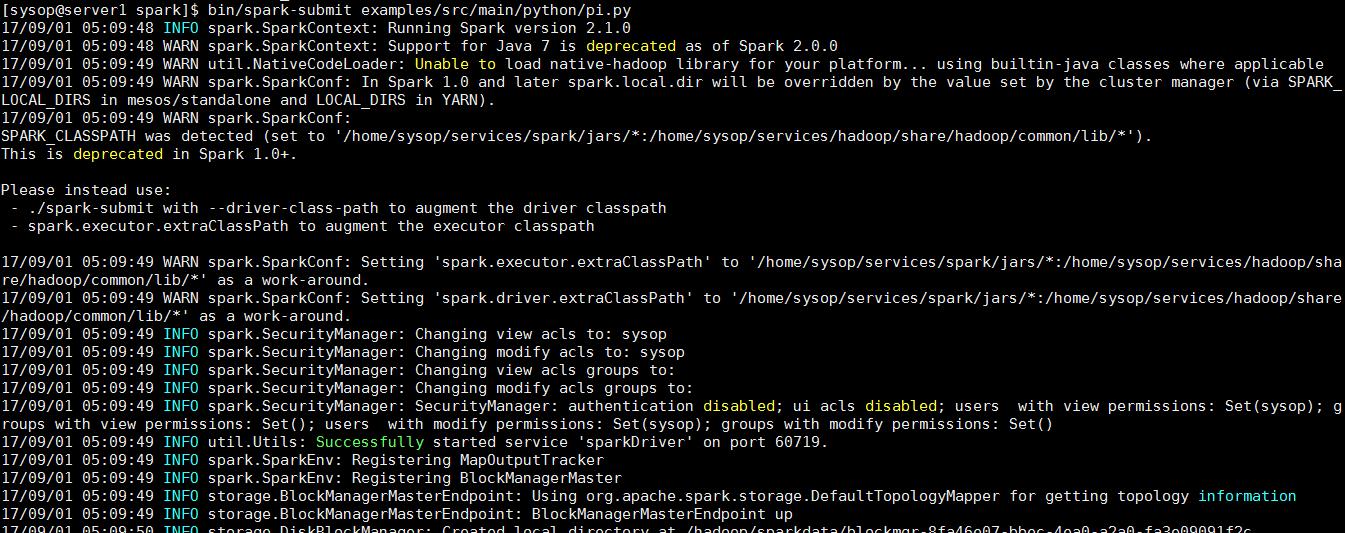 [sysop@server1 spark]$ bin/spark-submit examples/src/main/python/pi.py
17/09/01 05:09:48 INFO spark.SparkContext: Running Spark version 2.1.0
17/09/01 05:09:48 WARN spark.SparkContext: Support for Java 7 is deprecated as of Spark 2.0.0
17/09/01 05:09:49 WARN util.NativeCodeLoader: Unable to load native-hadoop library for your platform... using builtin-java classes where applicable
17/09/01 05:09:49 WARN spark.SparkConf: In Spark 1.0 and later spark.local.dir will be overridden by the value set by the cluster manager (via SPARK_
LOCAL_DIRS in mesos/standalone and LOCAL_DIRS in YARN).
17/09/01 05:09:49 WARN spark.SparkConf:
SPARK_CLASSPATH was detected (set to '/home/sysop/services/spark/jars/*:/home/sysop/services/hadoop/share/hadoop/common/lib/*').
This is deprecated in Spark 1.0+.
Please instead use:
- ./spark-submit with --driver-class-path to augment the driver classpath
- spark.executor.extraClassPath to augment the executor classpath
17/09/01 05:09:49 WARN spark.SparkConf: Setting 'spark.executor.extraClassPath' to '/home/sysop/services/spark/jars/*:/home/sysop/services/hadoop/sha
re/hadoop/common/lib/*' as a work-around.
17/09/01 05:09:49 WARN spark.SparkConf: Setting 'spark.driver.extraClassPath' to '/home/sysop/services/spark/jars/*:/home/sysop/services/hadoop/share
/hadoop/common/lib/*' as a work-around.
17/09/01 05:09:49 INFO spark.SecurityManager: Changing view acls to: sysop
17/09/01 05:09:49 INFO spark.SecurityManager: Changing modify acls to: sysop
17/09/01 05:09:49 INFO spark.SecurityManager: Changing view acls groups to:
17/09/01 05:09:49 INFO spark.SecurityManager: Changing modify acls groups to:
17/09/01 05:09:49 INFO spark.SecurityManager: SecurityManager: authentication disabled; ui acls disabled; users  with view permissions: Set(sysop); g
roups with view permissions: Set(); users  with modify permissions: Set(sysop); groups with modify permissions: Set()
17/09/01 05:09:49 INFO util.Utils: Successfully started service 'sparkDriver' on port 60719.
17/09/01 05:09:49 INFO spark.SparkEnv: Registering MapOutputTracker
17/09/01 05:09:49 INFO spark.SparkEnv: Registering BlockManagerMaster
17/09/01 05:09:49 INFO storage.BlockManagerMasterEndpoint: Using org.apache.spark.storage.DefaultTopologyMapper for getting topology information
17/09/01 05:09:49 INFO storage.BlockManagerMasterEndpoint: BlockManagerMasterEndpoint up
17/09/01 05:09:50 INFO storage.DiskBlockManager: Created local directory at